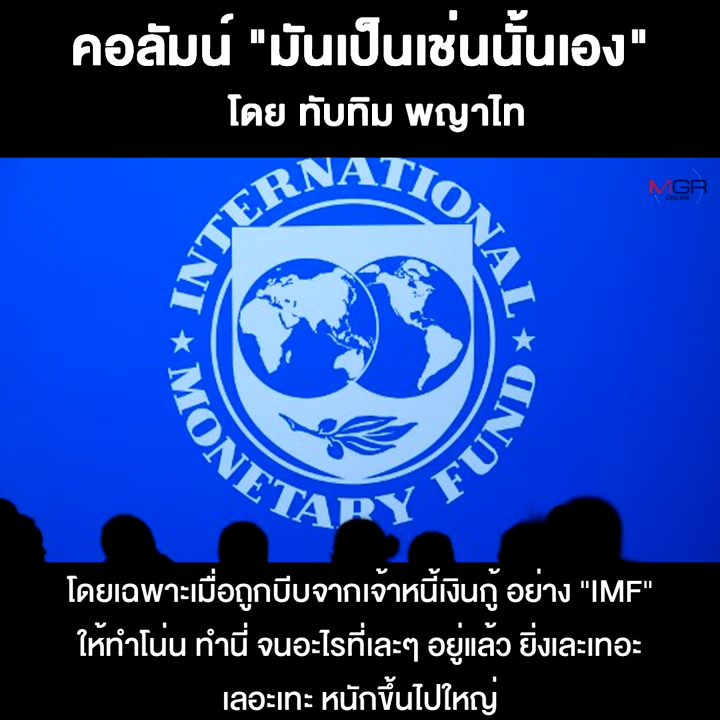 คอลัมน์ "มันเป็นเช่นนั้นเอง"
โดย ทับทิม พญาไท
MGR
ONLINE
INTERNATIONAL
MONETARY FUND
โดยเฉพาะเมื่อถูกบีบจากเจ้าหนี้เงินกู้ อย่าง "IMF"
ให้ทำโน่น ทำนี่ จนอะไรที่เละๆ อยู่แล้ว ยิ่งเละเทอะ
เลอะเทะ หนักขึ้นไปใหญ่